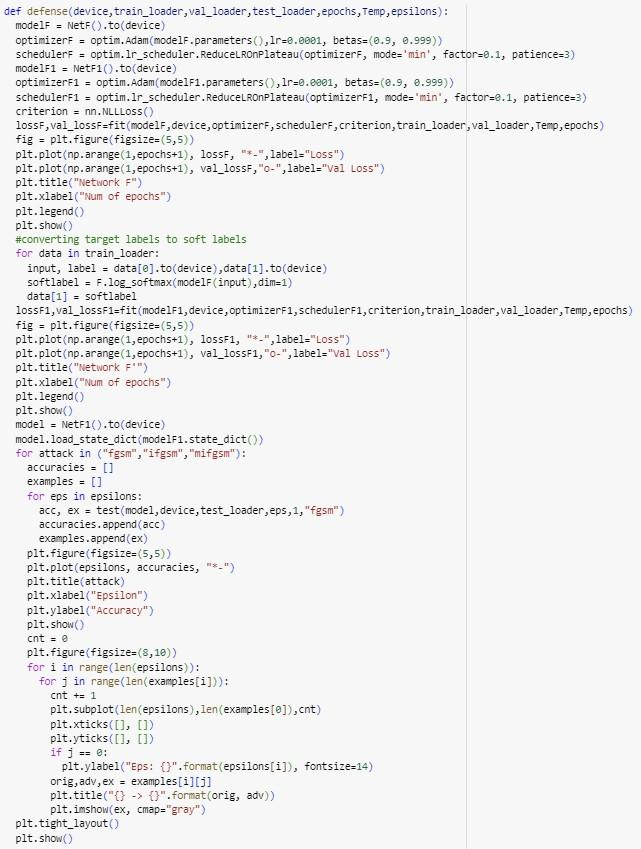 def defense(device,train_loader,val_loader,test_loader,epochs,Temp,epsilons):
  modelF = NetF().to(device)
  optimizerF = optim.Adam(modelF.parameters(),lr=0.0001, betas=(0.9, 0.999))
  schedulerF = optim.lr_scheduler.ReduceLROnPlateau(optimizerF, mode='min', factor=0.1, patience=3)
  modelF1 = NetF1().to(device)
  optimizerF1 = optim.Adam(modelF1.parameters(),lr=0.0001, betas=(0.9, 0.999))
  schedulerF1 = optim.lr_scheduler.ReduceLROnPlateau(optimizerF1, mode='min', factor=0.1, patience=3)
  criterion = nn.NLLLoss()
  lossF,val_lossF=fit(modelF,device,optimizerF,schedulerF,criterion,train_loader,val_loader,Temp,epochs)
  fig = plt.figure(figsize=(5,5))
  plt.plot(np.arange(1,epochs+1), lossF, "*-",label="Loss")
  plt.plot(np.arange(1,epochs+1), val_lossF,"o-",label="Val Loss")
  plt.title("Network F")
  plt.xlabel("Num of epochs")
  plt.legend()
  plt.show()
  #converting target labels to soft labels
  for data in train_loader:
    input, label = data[0].to(device),data[1].to(device)
    softlabel = F.log_softmax(modelF(input),dim=1)
    data[1] = softlabel
  lossF1,val_lossF1=fit(modelF1,device,optimizerF1,schedulerF1,criterion,train_loader,val_loader,Temp,epochs)
  fig = plt.figure(figsize=(5,5))
  plt.plot(np.arange(1,epochs+1), lossF1, "*-",label="Loss")
  plt.plot(np.arange(1,epochs+1), val_lossF1,"o-",label="Val Loss")
  plt.title("Network F'")
  plt.xlabel("Num of epochs")
  plt.legend()
  plt.show()
  model = NetF1().to(device)
  model.load_state_dict(modelF1.state_dict())
  for attack in ("fgsm","ifgsm","mifgsm"):
    accuracies = []
    examples = []
    for eps in epsilons:
      acc, ex = test(model,device,test_loader,eps,1,"fgsm")
      accuracies.append(acc)
      examples.append(ex)
    plt.figure(figsize=(5,5))
    plt.plot(epsilons, accuracies, "*-")
    plt.title(attack)
    plt.xlabel("Epsilon")
    plt.ylabel("Accuracy")
    plt.show()
    cnt = 0
    plt.figure(figsize=(8,10))
    for i in range(len(epsilons)):
      for j in range(len(examples[i])):
        cnt += 1
        plt.subplot(len(epsilons),len(examples[0]),cnt)
        plt.xticks([], [])
        plt.yticks([], [])
        if j == 0:
          plt.ylabel("Eps: {}".format(epsilons[i]), fontsize=14)
        orig,adv,ex = examples[i][j]
        plt.title("{} -> {}".format(orig, adv))
        plt.imshow(ex, cmap="gray")
  plt.tight_layout()
  plt.show()